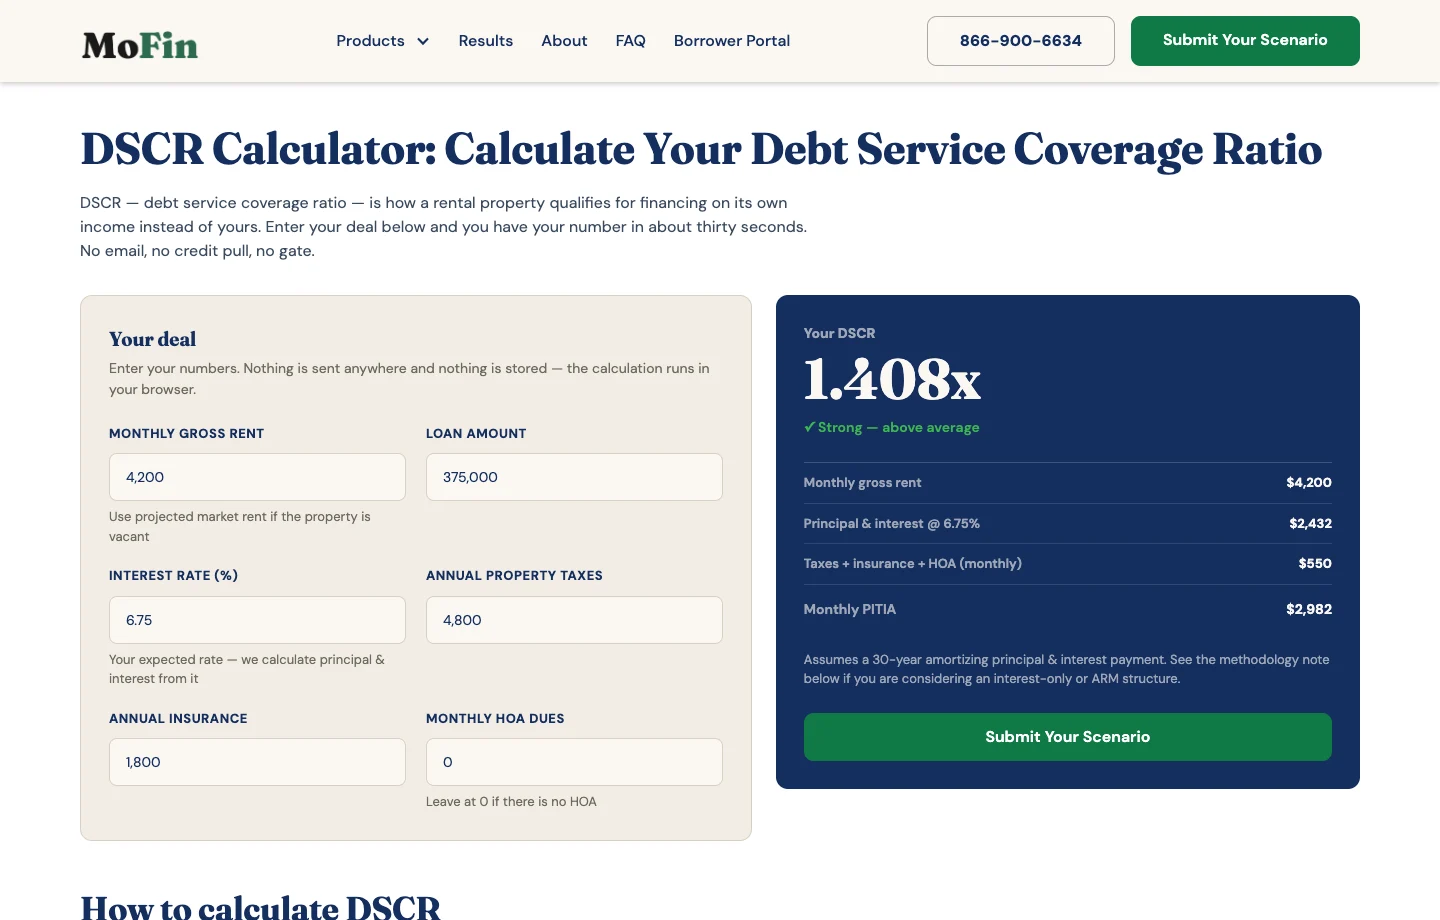 MoFin
Products
Results
About
FAQ
Borrower Portal
866-900-6634
Submit Your Scenario
DSCR Calculator: Calculate Your Debt Service Coverage Ratio
DSCR — debt service coverage ratio — is how a rental property qualifies for financing on its own
income instead of yours. Enter your deal below and you have your number in about thirty seconds.
No email, no credit pull, no gate.
Your deal
Enter your numbers. Nothing is sent anywhere and nothing is stored — the calculation runs in
your browser.
MONTHLY GROSS RENT
4,200
Use projected market rent if the property is
vacant
LOAN AMOUNT
375,000
INTEREST RATE (%)
6.75
Your expected rate — we calculate principal &
interest from it
ANNUAL PROPERTY TAXES
4,800
ANNUAL INSURANCE
1,800
MONTHLY HOA DUES
0
Leave at 0 if there is no HOA
Your DSCR
1.408x
✓ Strong — above average
Monthly gross rent $4,200
Principal & interest @ 6.75% $2,432
Taxes + insurance + HOA (monthly) $550
Monthly PITIA $2,982
Assumes a 30-year amortizing principal & interest payment. See the methodology note
below if you are considering an interest-only or ARM structure.
Submit Your Scenario
How to calculate DSCR